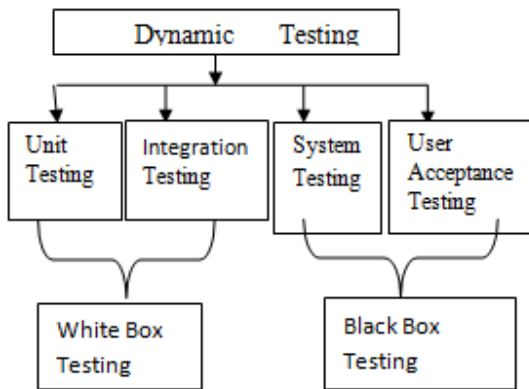 Dynamic Testing
Unit
Testing
Integration
Testing
System
Testing
User
Acceptance
Testing
White Box
Testing
Black Box
Testing